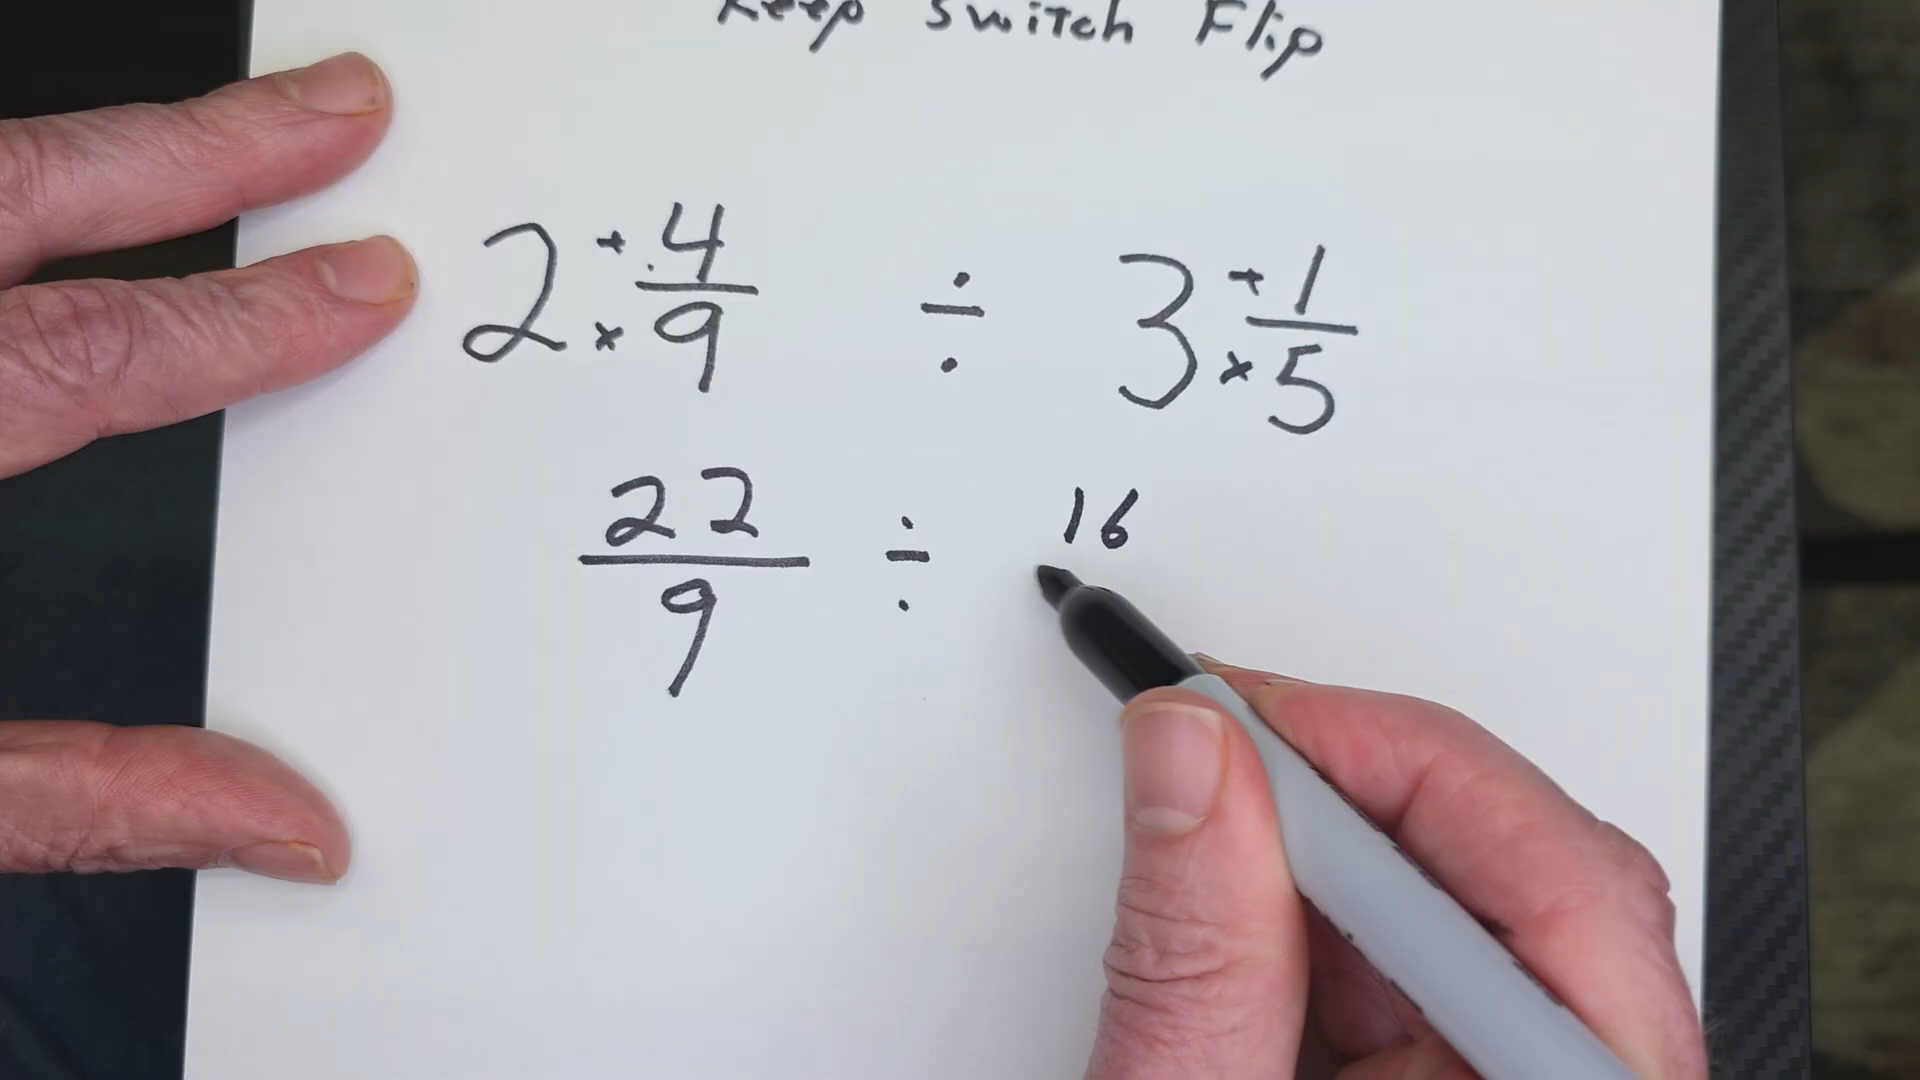 Keep switch Flip
2 + 4/9 × ÷ 3 + 1/5 ×
22/9 ÷ 16